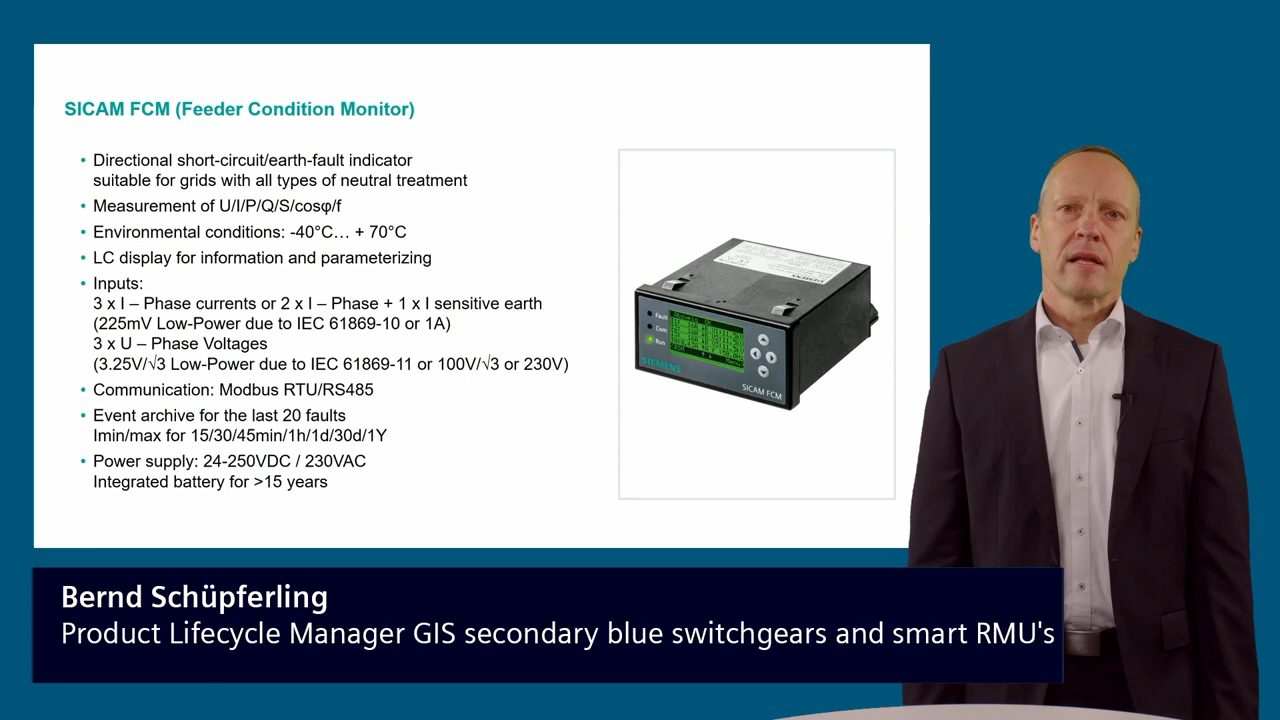 SICAM FCM (Feeder Condition Monitor)
• Directional short-circuit/earth-fault indicator
suitable for grids with all types of neutral treatment
• Measurement of U/I/P/Q/S/cosφ/f
• Environmental conditions: -40°C… + 70°C
• LC display for information and parameterizing
• Inputs:
3 x I – Phase currents or 2 x I – Phase + 1 x I sensitive earth
(225mV Low-Power due to IEC 61869-10 or 1A)
3 x U – Phase Voltages
(3.25V/√3 Low-Power due to IEC 61869-11 or 100V/√3 or 230V)
• Communication: Modbus RTU/RS485
• Event archive for the last 20 faults
Imin/max for 15/30/45min/1h/1d/30d/1Y
• Power supply: 24-250VDC / 230VAC
Integrated battery for >15 years
SIEMENS
Fault
Com
Run
SIEMENS
SICAM FCM
Bernd Schüpferling
Product Lifecycle Manager GIS secondary blue switchgears and smart RMU's